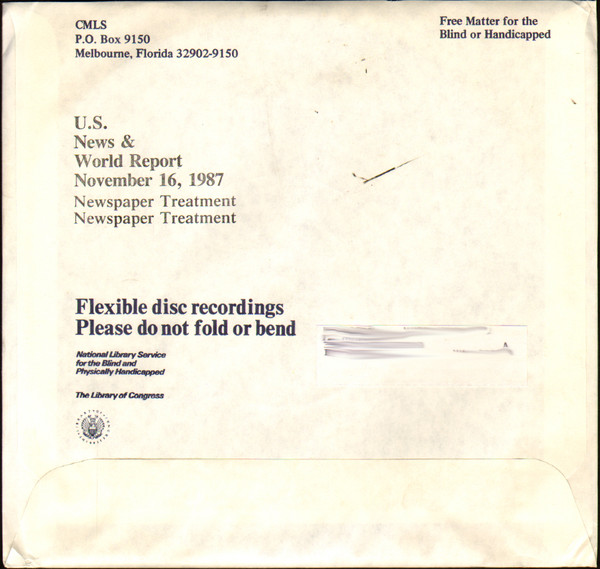 CMLS
P.O. Box 9150
Melbourne, Florida 32902-9150
Free Matter for the
Blind or Handicapped
U.S.
News &
World Report
November 16, 1987
Newspaper Treatment
Newspaper Treatment
Flexible disc recordings
Please do not fold or bend
National Library Service
for the Blind and
Physically Handicapped
The Library of Congress